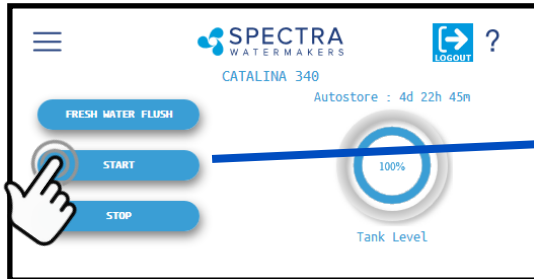 SPECTRA
WATERMAKERS
LOGOUT
?
CATALINA 340
Autostore : 4d 22h 45m
FRESH WATER FLUSH
START
100%
STOP
Tank Level